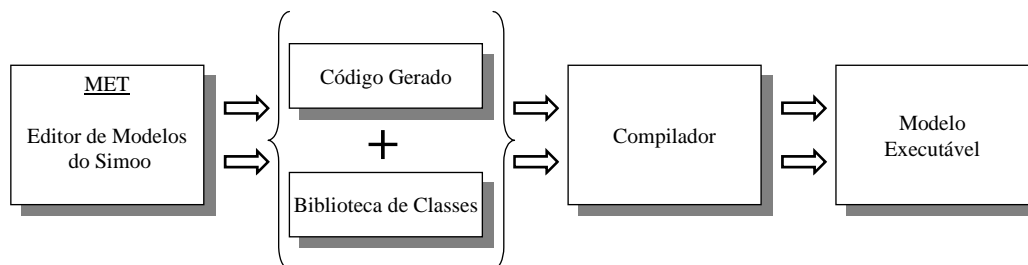 MET
Editor de Modelos
do Simoo
Código Gerado
+
Biblioteca de Classes
Compilador
Modelo
Executável